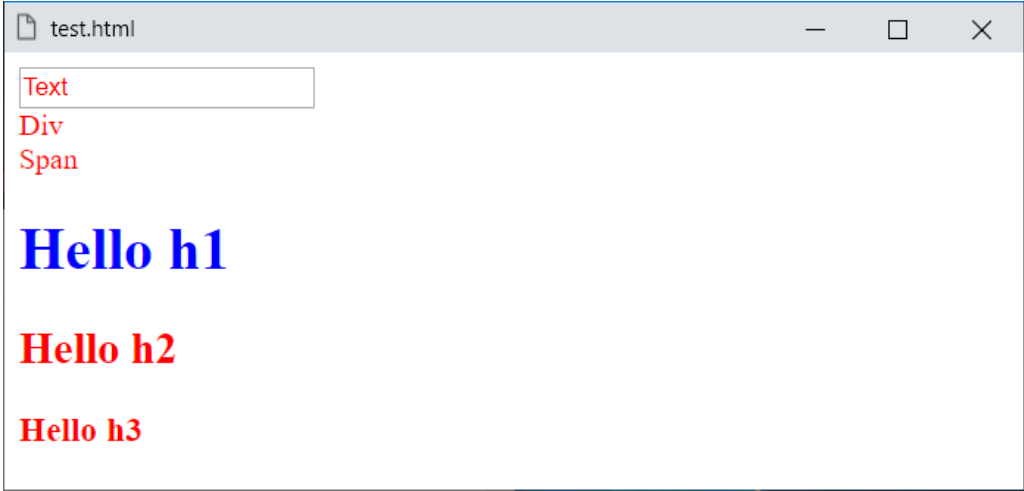 test.html
Text
Div
Span
Hello h1
Hello h2
Hello h3